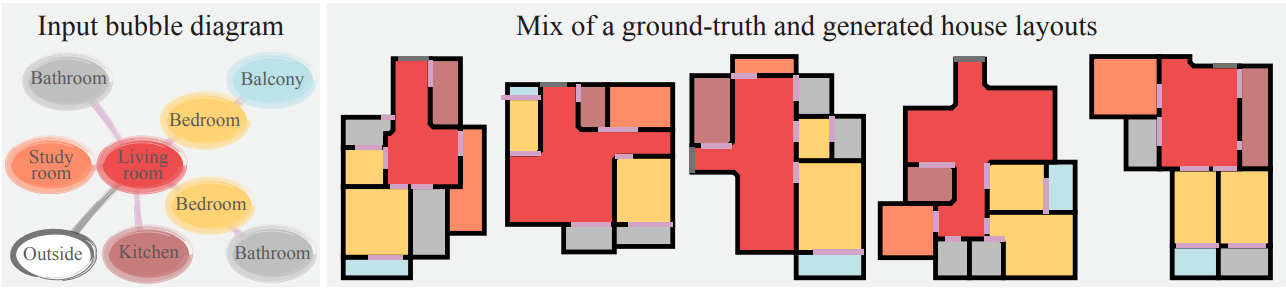 Input bubble diagram
Mix of a ground-truth and generated house layouts
Bathroom
Balcony
Bedroom
Study
room
Living
room
Bedroom
Outside
Kitchen
Bathroom